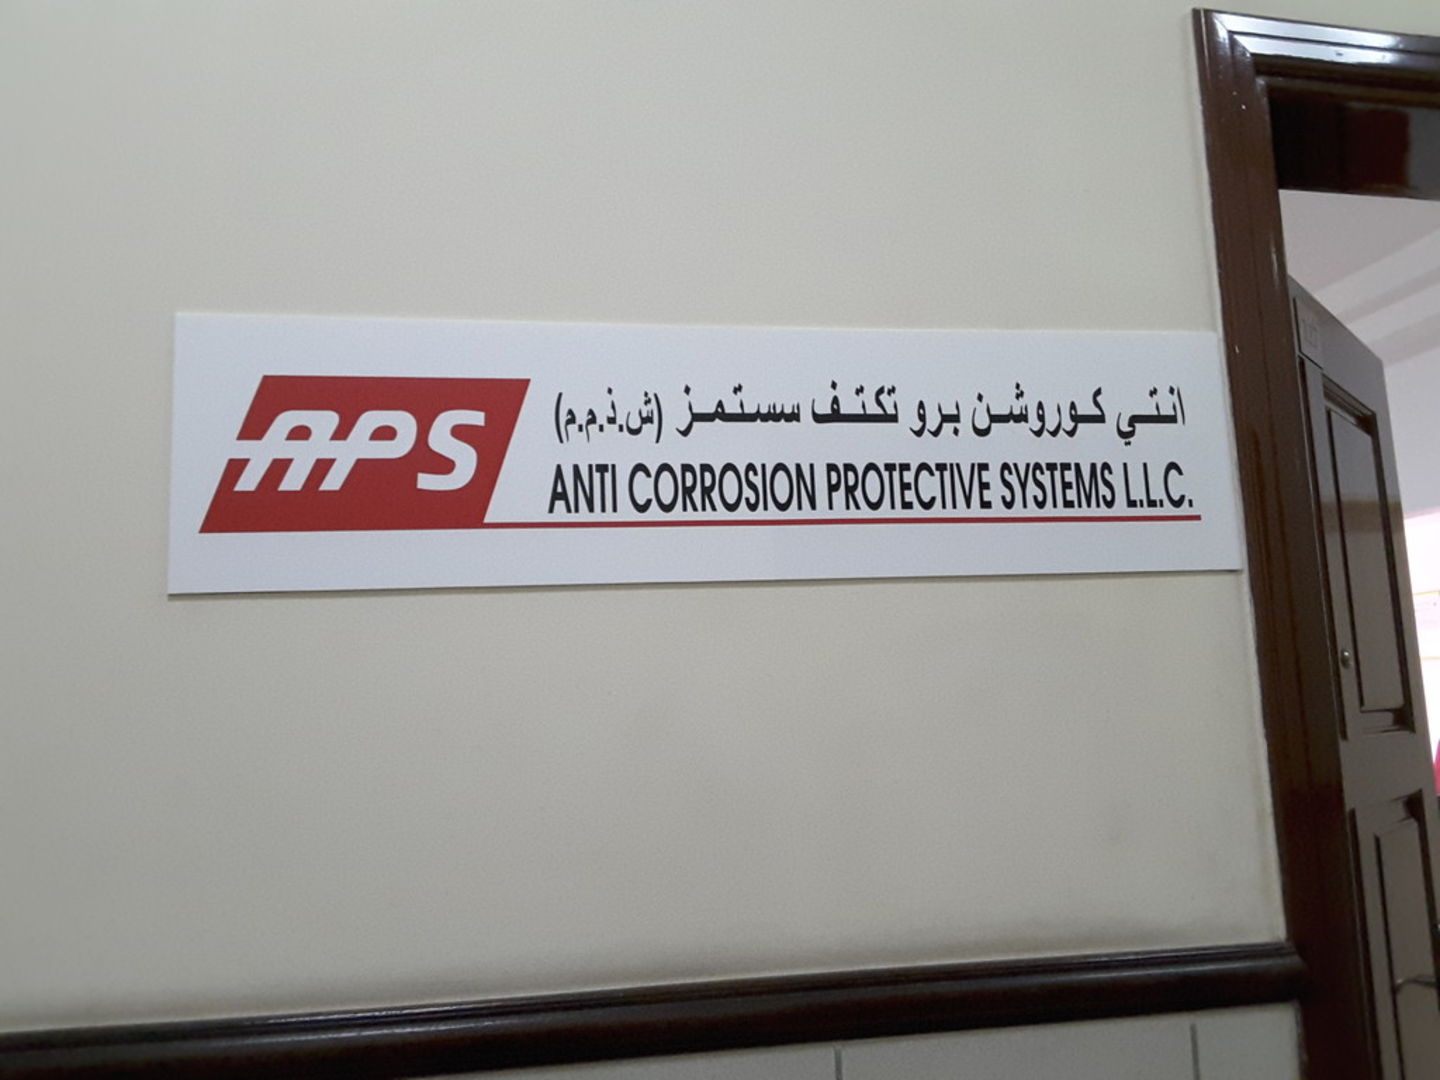 APS
انتي كوروشن برو تكتف سستمز (ش.ذ.م.م)
ANTI CORROSION PROTECTIVE SYSTEMS L.L.C.